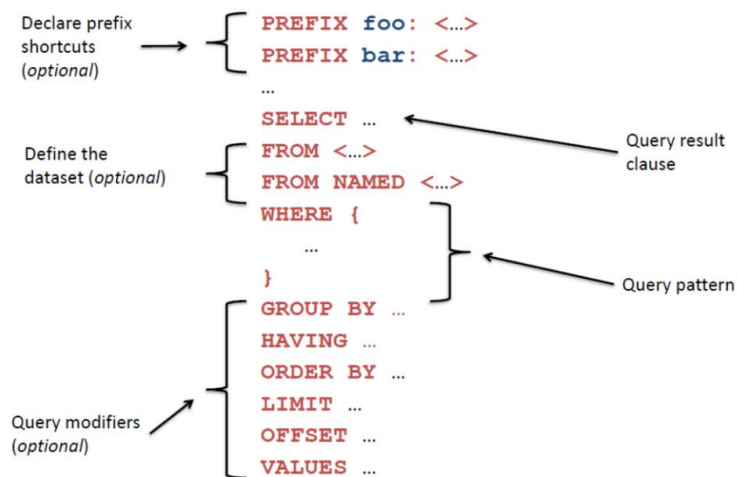 Declare prefix
shortcuts
(optional)
PREFIX foo: <…>
PREFIX bar: <…>
…
SELECT …
Query result
clause
Define the
dataset (optional)
FROM <…>
FROM NAMED <…>
WHERE {
…
}
Query pattern
GROUP BY …
HAVING …
ORDER BY …
LIMIT …
OFFSET …
VALUES …
Query modifiers
(optional)